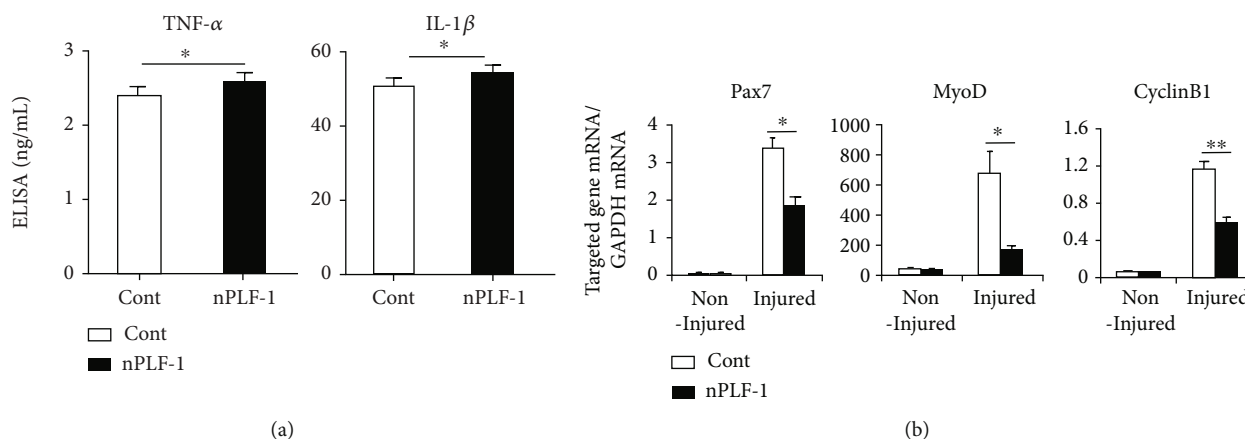 TNF-α
IL-1β
ELISA (ng/mL)
3
2
1
0
*
Cont
nPLF-1
60
40
20
0
*
Cont
nPLF-1
Cont
nPLF-1
(a)
Targeted gene mRNA/
GAPDH mRNA
Pax7
4
3
2
1
0
*
Non
-Injured
Injured
MyoD
1000
800
600
400
200
0
*
Non
-Injured
Injured
CyclinB1
1.6
1.2
0.8
0.4
0
**
Non
-Injured
Injured
Cont
nPLF-1
(b)